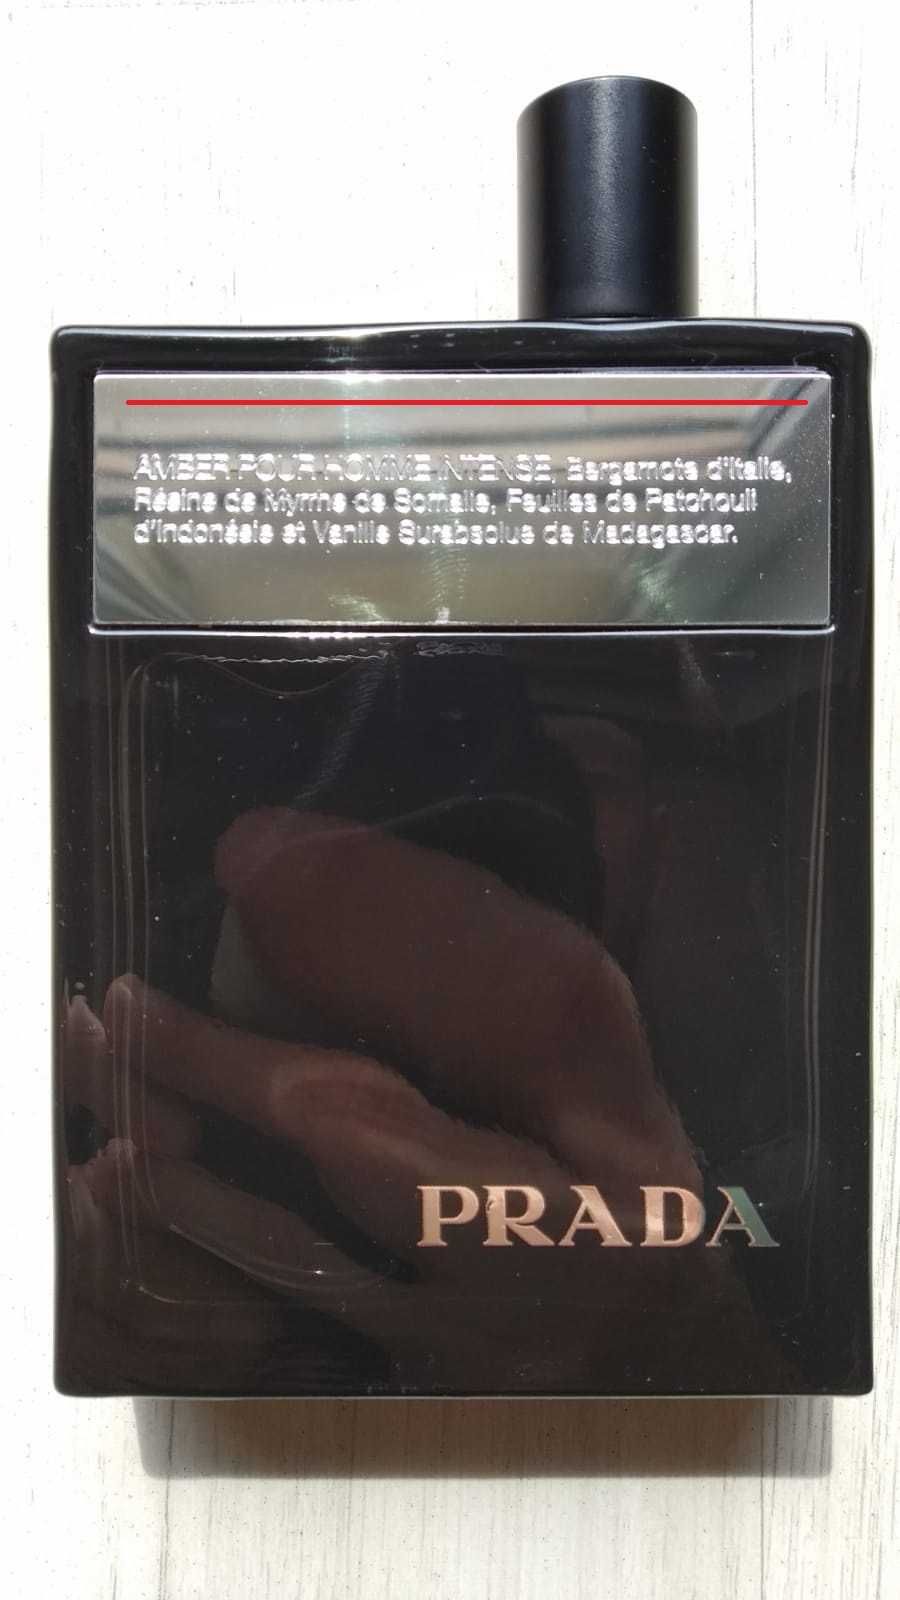 AMBER POUR HOMME INTENSE, Bergamote d'Italie,
Résine de Myrrhe de Somalie, Feuilles de Patchouli
d'Indonésie et Vanille Surabsolue de Madagascar.
PRADA